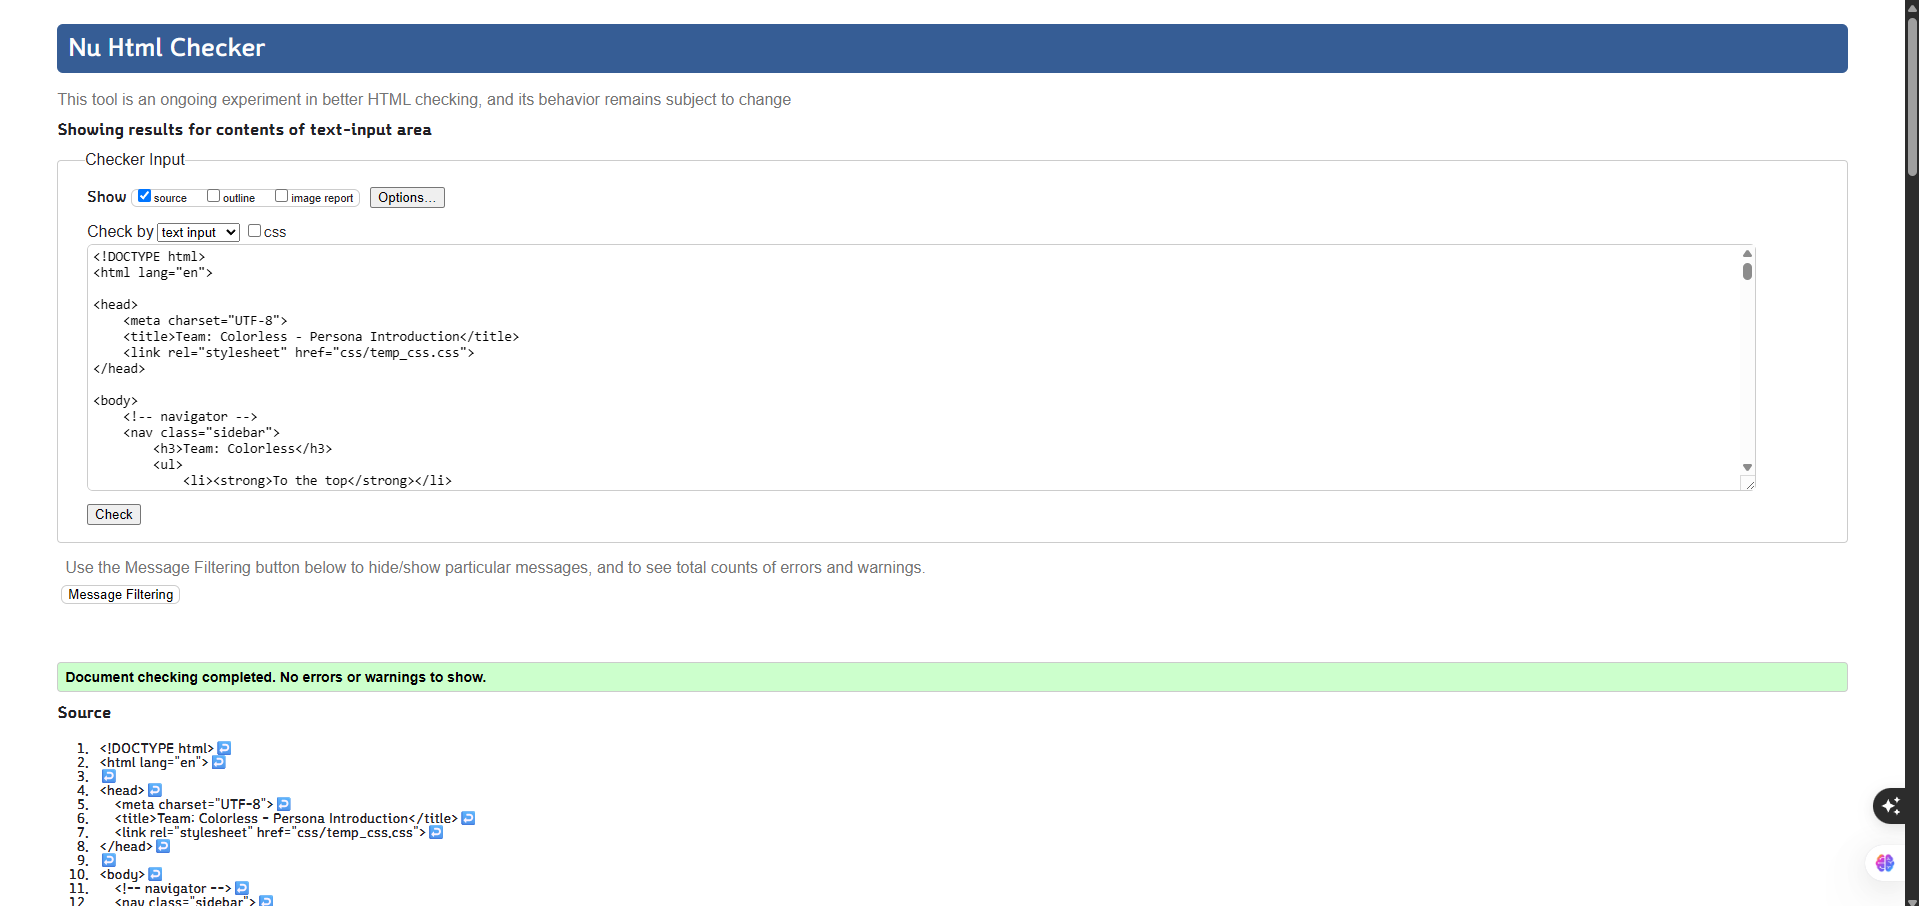 Nu Html Checker
This tool is an ongoing experiment in better HTML checking, and its behavior remains subject to change
Showing results for contents of text-input area
Checker Input
Show source outline image report Options...
Check by text input css
<!DOCTYPE html>
<html lang="en">
<head>
<meta charset="UTF-8">
<title>Team: Colorless - Persona Introduction</title>
<link rel="stylesheet" href="css/temp_css.css">
</head>
<body>
<!-- navigator -->
<nav class="sidebar">
<h3>Team: Colorless</h3>
<ul>
<li><strong>To the top</strong></li>
Check
Use the Message Filtering button below to hide/show particular messages, and to see total counts of errors and warnings.
Message Filtering
Document checking completed. No errors or warnings to show.
Source
1. <!DOCTYPE html>
2. <html lang="en">
3.
4. <head>
5. <meta charset="UTF-8">
6. <title>Team: Colorless - Persona Introduction</title>
7. <link rel="stylesheet" href="css/temp_css.css">
8. </head>
9.
10. <body>
11. <!-- navigator -->
12. <nav class="sidebar">